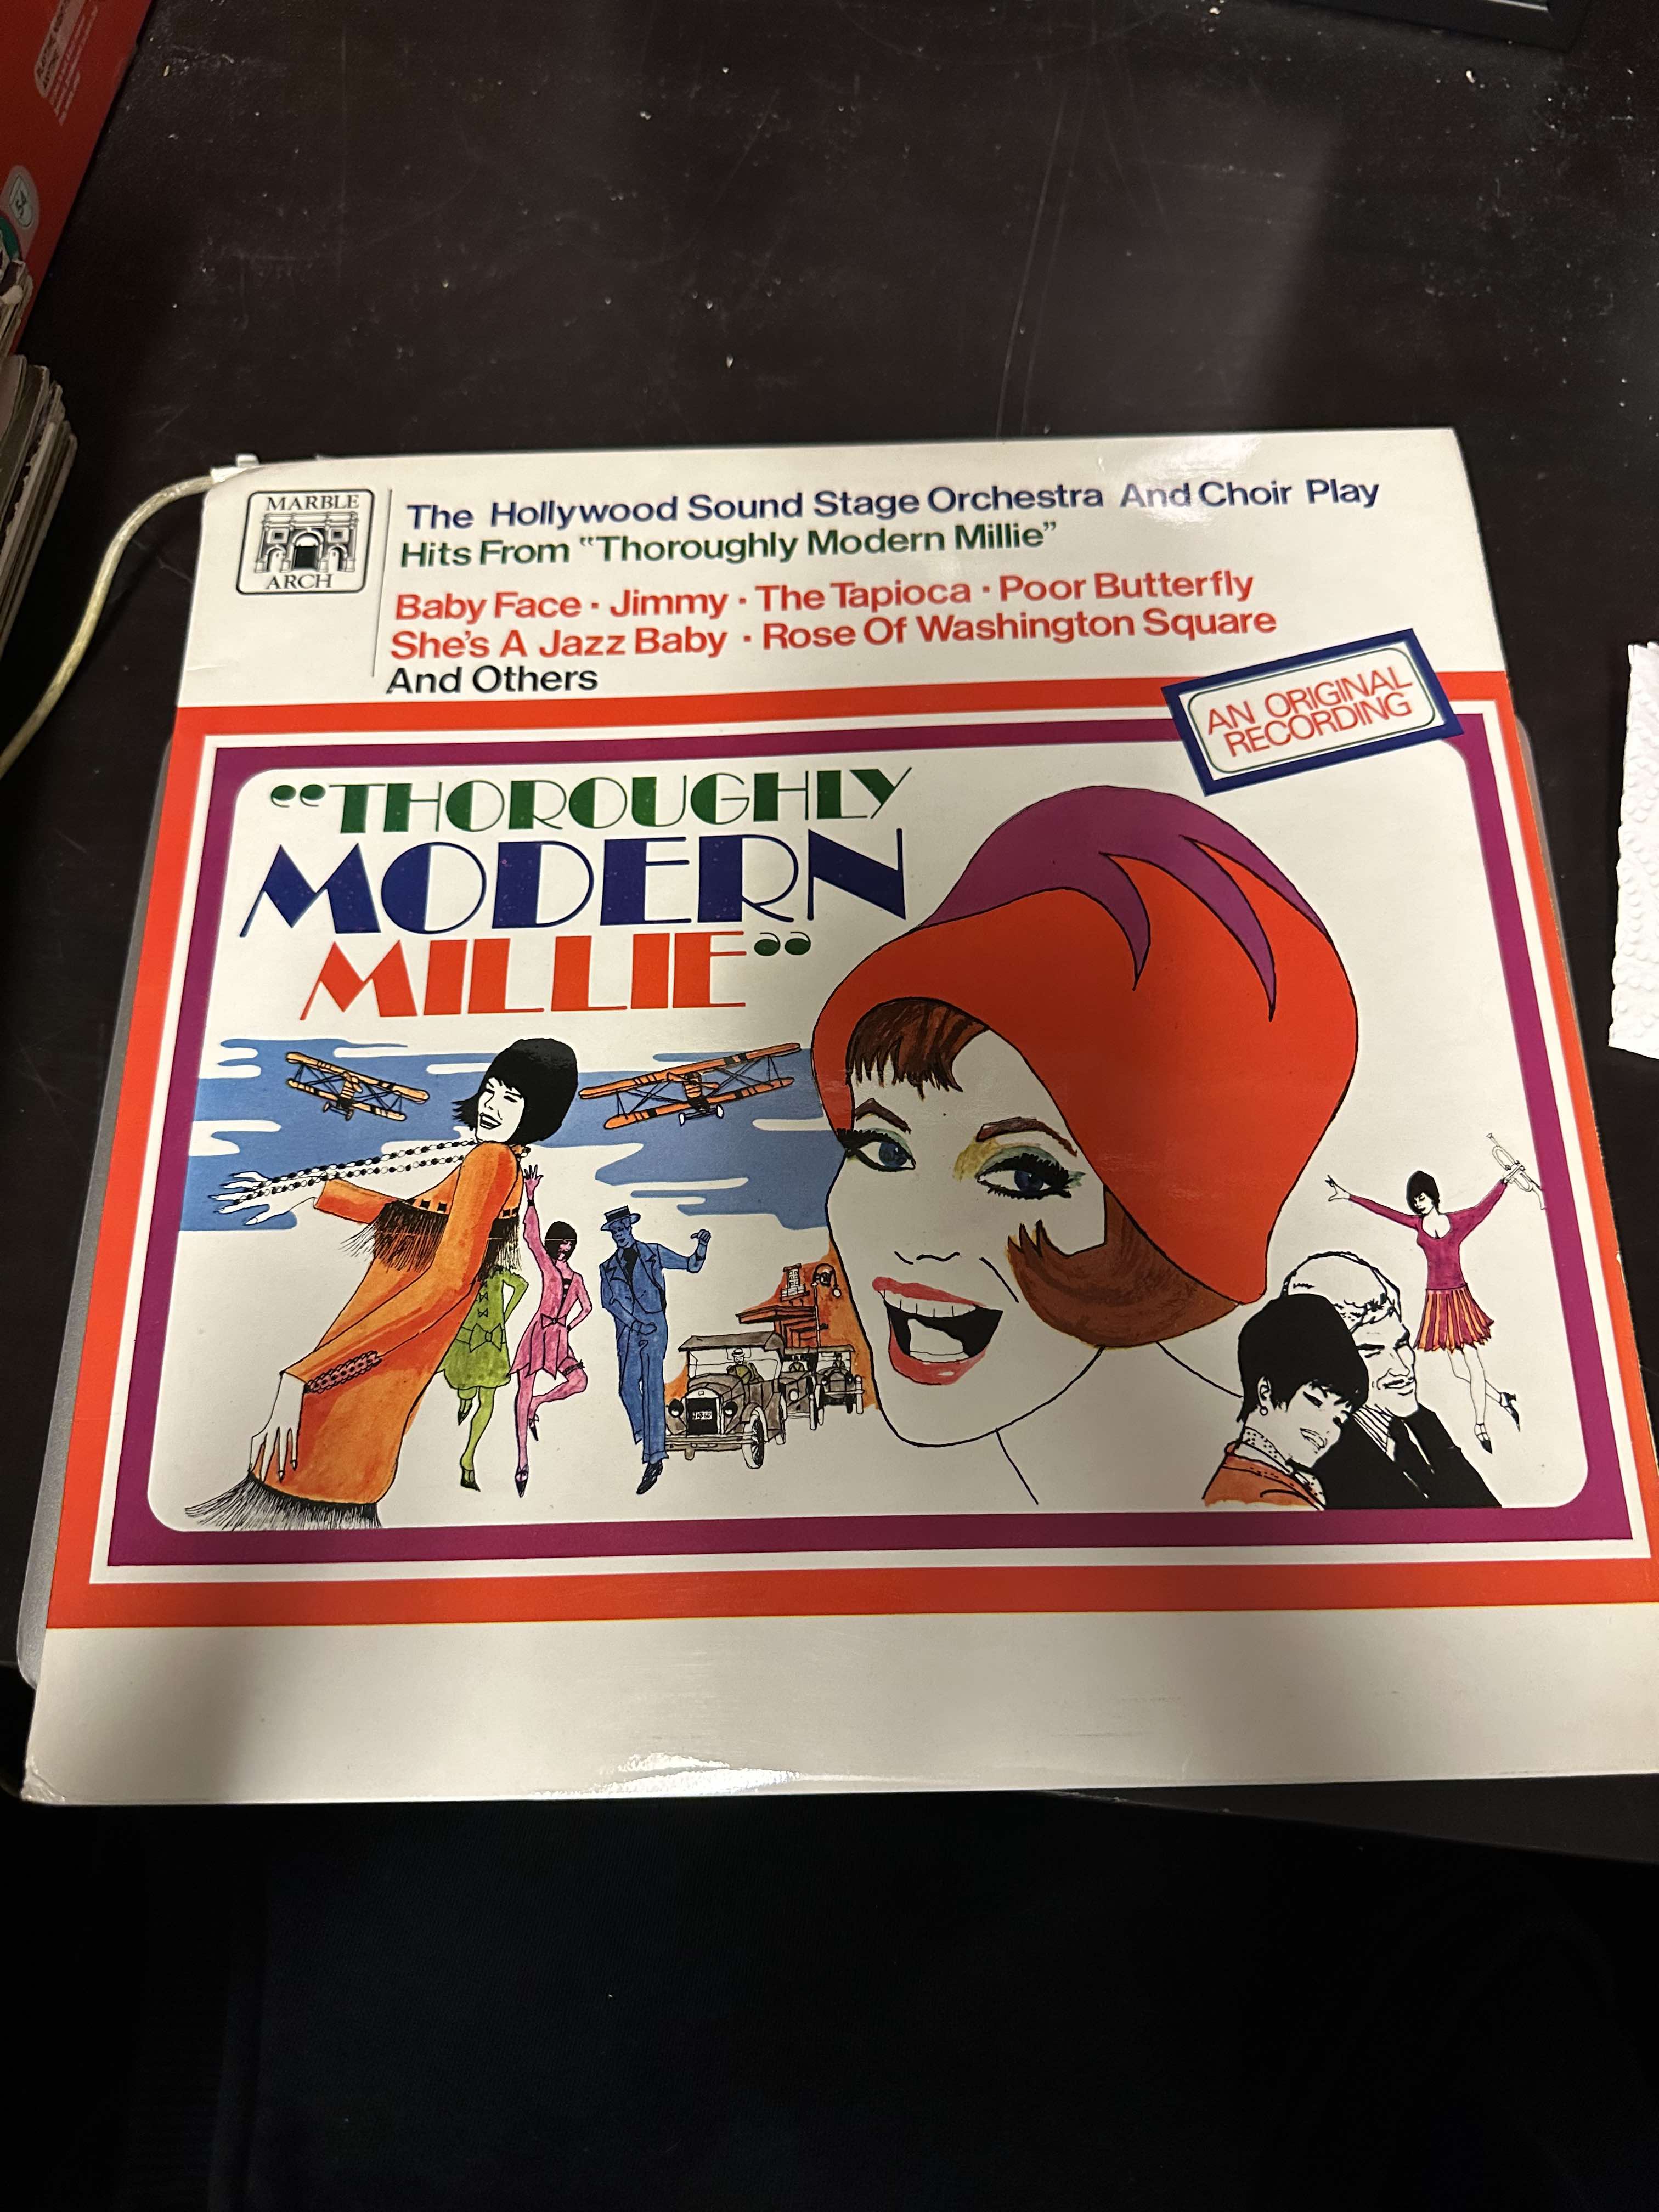 MARBLE
ARCH
The Hollywood Sound Stage Orchestra And Choir Play
Hits From "Thoroughly Modern Millie"
Baby Face · Jimmy · The Tapioca · Poor Butterfly
She's A Jazz Baby · Rose Of Washington Square
And Others
AN ORIGINAL
RECORDING
"THOROUGHLY
MODERN
MILLIE"